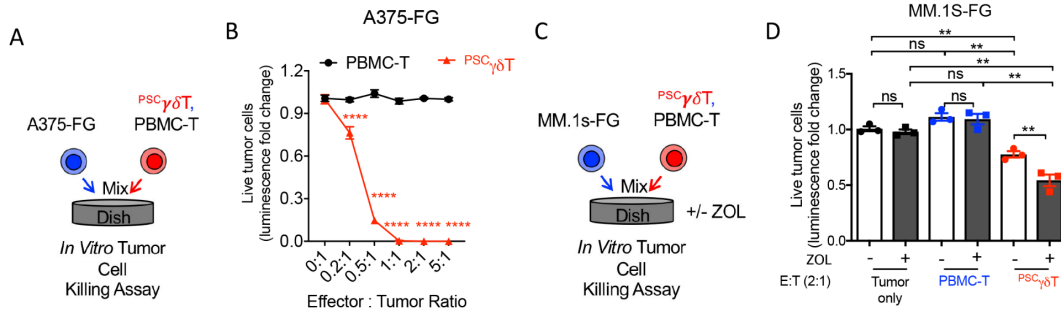 A
A375-FG
PSCγδT,
PBMC-T
Mix
Dish
In Vitro Tumor
Cell
Killing Assay
B
A375-FG
PBMC-T
PSCγδT
Live tumor cells
(luminescence fold change)
1.2
0.9
0.6
0.3
0.0
****
****
**** **** ****
0:1 0.2:1 0.5:1 1:1 2:1 5:1
Effector : Tumor Ratio
C
MM.1s-FG
PSCγδT,
PBMC-T
Mix
Dish
+/- ZOL
In Vitro Tumor
Cell
Killing Assay
D
MM.1S-FG
**
ns
**
**
ns
**
ns
ns
**
Live tumor cells
(luminescence fold change)
1.5
1.0
0.5
0.0
ZOL - + - + - +
E:T (2:1)
Tumor
only
PBMC-T
PSCγδT